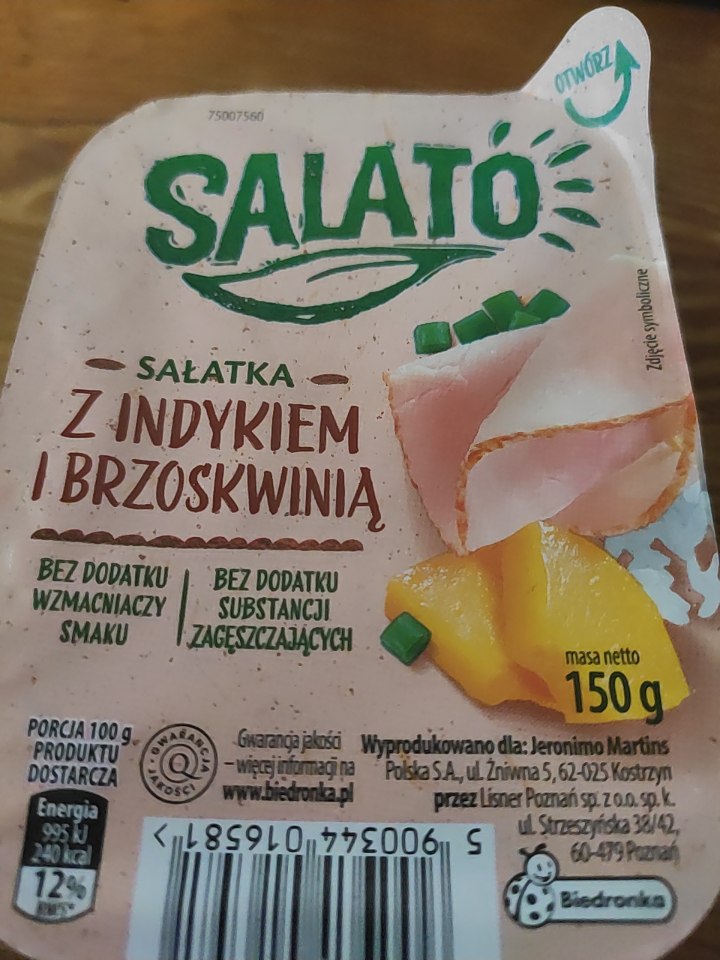 OTWÓRZ
75007560
SALATÓ
SAŁATKA
Z INDYKIEM
I BRZOSKWINIĄ
Zdjęcie symboliczne
BEZ DODATKU
WZMACNIACZY
SMAKU
BEZ DODATKU
SUBSTANCJI
ZAGĘSZCZAJĄCYCH
masa netto
150 g
PORCJA 100 g
PRODUKTU
DOSTARCZA
Energia
995 kJ
240 kcal
12%
RWS*
GWARANCJA
Q
JAKOŚCI
Gwarancja jakości
– więcej informacji na
www.biedronka.pl
Wyprodukowano dla: Jeronimo Martins
Polska S.A., ul. Żniwna 5, 62-025 Kostrzyn
przez Lisner Poznań sp. z o.o. sp. k.
ul. Strzeszyńska 38/42,
60-479 Poznań
5 900344 016581 >
Biedronka